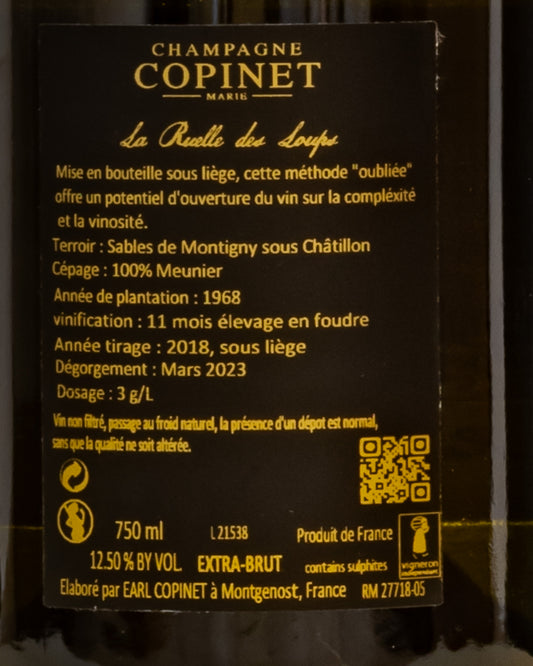 CHAMPAGNE
COPINET
MARIE
La Ruelle des Loups
Mise en bouteille sous liège, cette méthode "oubliée"
offre un potentiel d'ouverture du vin sur la compléxité
et la vinosité.
Terroir : Sables de Montigny sous Châtillon
Cépage : 100% Meunier
Année de plantation : 1968
vinification : 11 mois élevage en foudre
Année tirage : 2018, sous liège
Dégorgement : Mars 2023
Dosage : 3 g/L
Vin non filtré, passage au froid naturel, la présence d'un dépot est normal,
sans que la qualité ne soit altérée.
750 ml L21538 Produit de France
12.50 % BY VOL. EXTRA-BRUT contains sulphites
vigneron
indépendant
Elaboré par EARL COPINET à Montgenost, France RM 27718-05